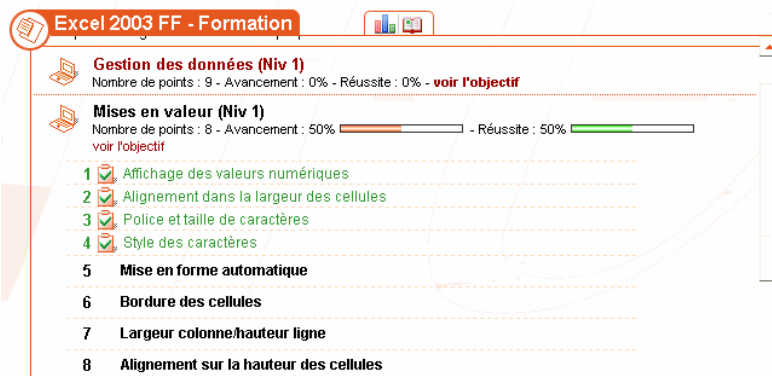 Excel 2003 FF - Formation
Gestion des données (Niv 1)
Nombre de points : 9 - Avancement : 0% - Réussite : 0% - voir l'objectif
Mises en valeur (Niv 1)
Nombre de points : 8 - Avancement : 50% - Réussite : 50%
voir l'objectif
1 Affichage des valeurs numériques
2 Alignement dans la largeur des cellules
3 Police et taille de caractères
4 Style des caractères
5 Mise en forme automatique
6 Bordure des cellules
7 Largeur colonne/hauteur ligne
8 Alignement sur la hauteur des cellules